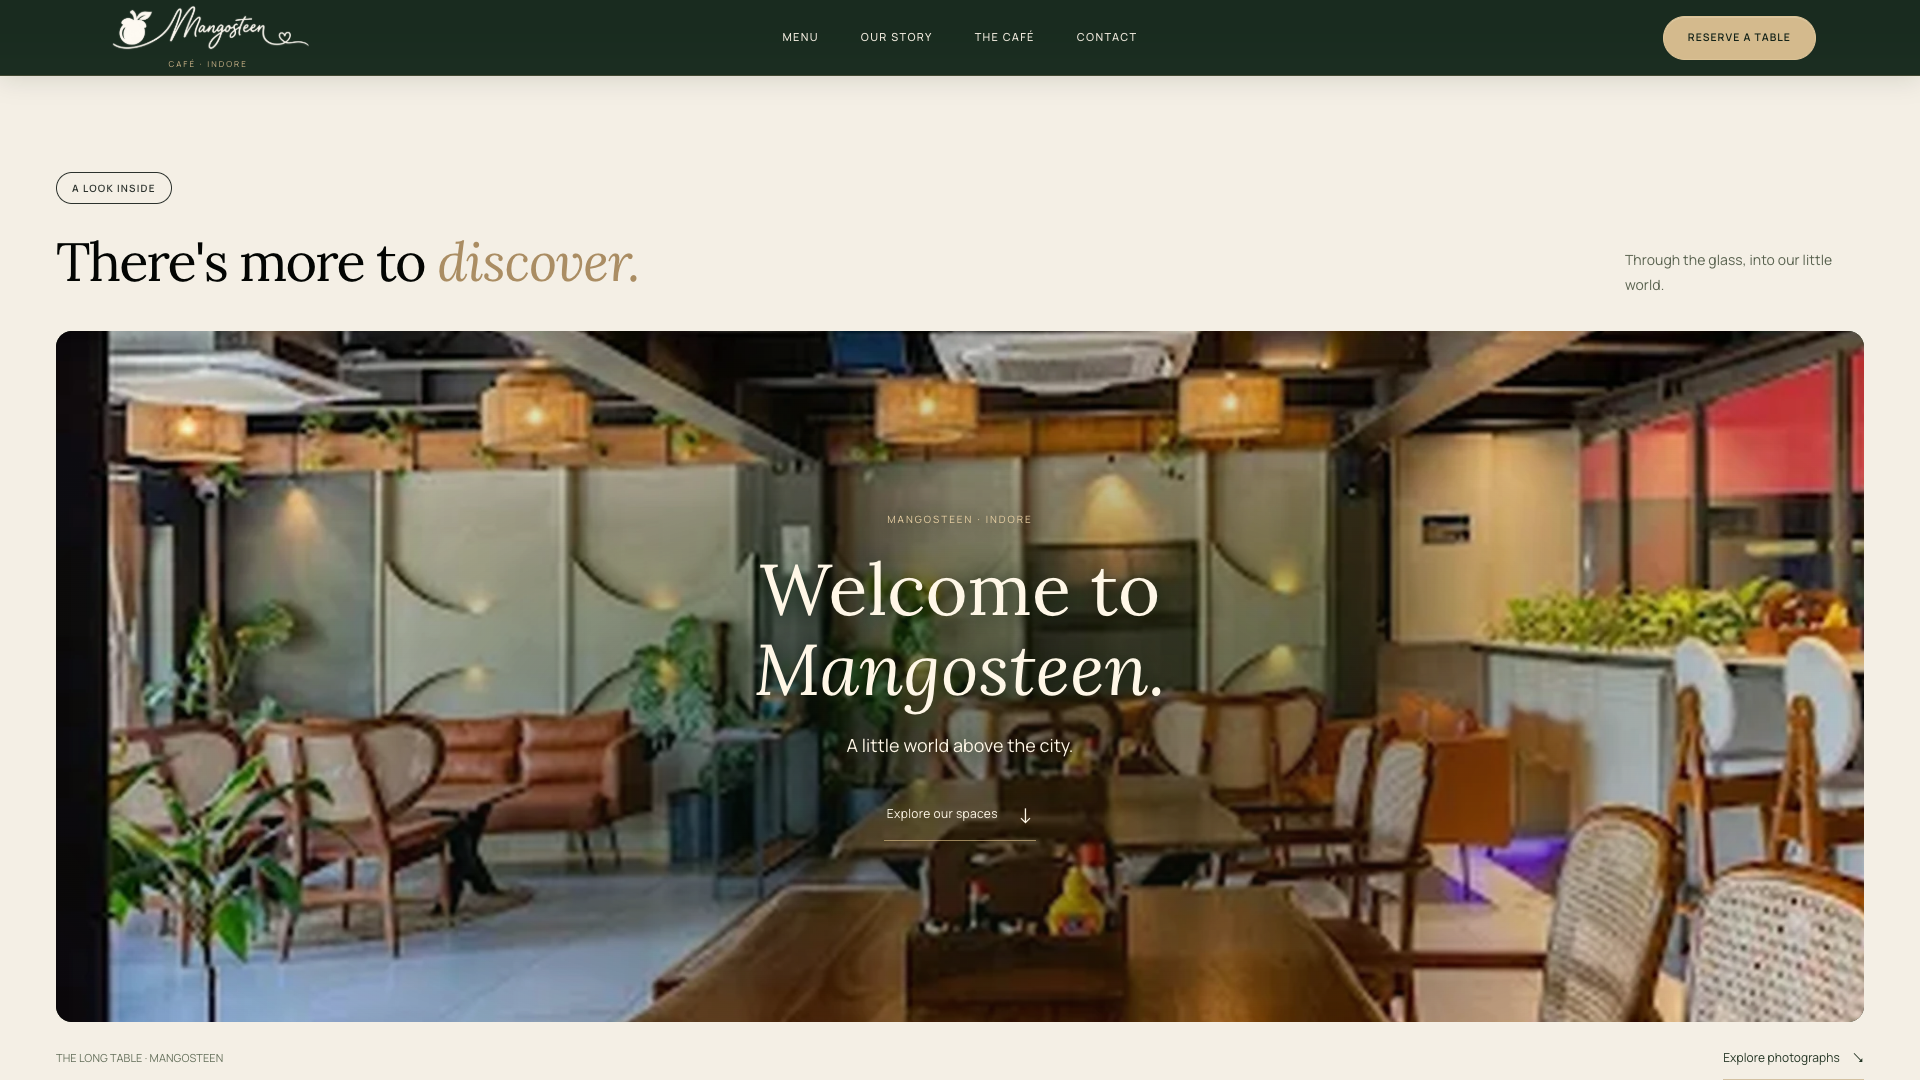 Mangosteen
CAFÉ · INDORE
MENU
OUR STORY
THE CAFÉ
CONTACT
RESERVE A TABLE
A LOOK INSIDE
There's more to discover.
Through the glass, into our little
world.
MANGOSTEEN · INDORE
Welcome to
Mangosteen.
A little world above the city.
Explore our spaces ↓
THE LONG TABLE · MANGOSTEEN
Explore photographs ↘